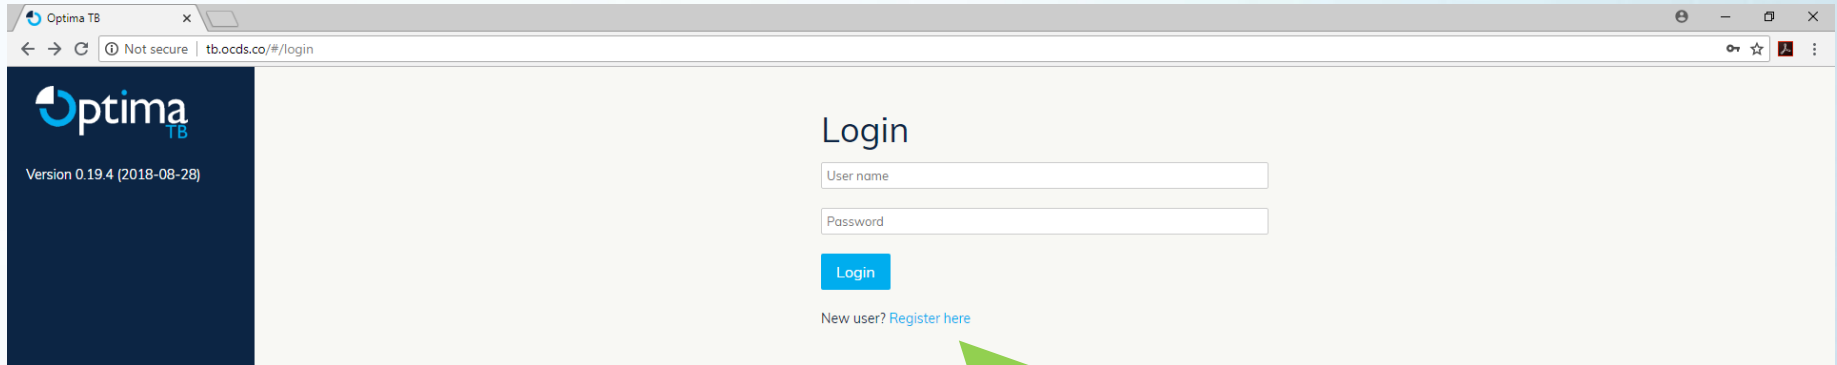 Optima TB
Not secure | tb.ocds.co/#/login
Optima
TB
Version 0.19.4 (2018-08-28)
Login
User name
Password
Login
New user? Register here